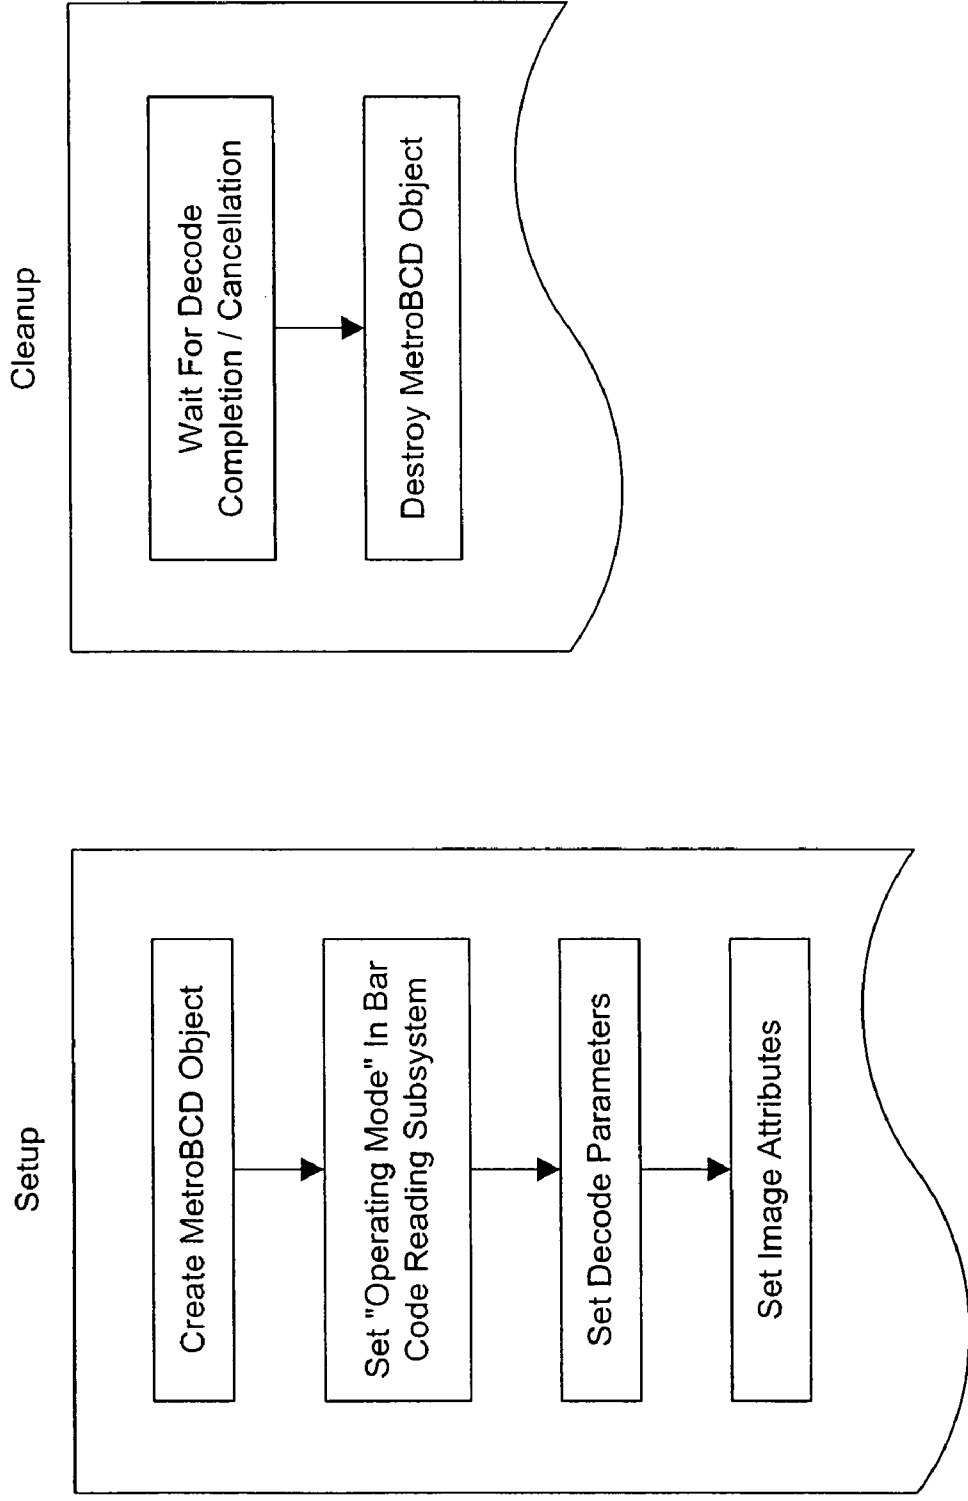 Setup
Create MetroBCD Object
Set "Operating Mode" In Bar
Code Reading Subsystem
Set Decode Parameters
Set Image Attributes
Cleanup
Wait For Decode
Completion / Cancellation
Destroy MetroBCD Object